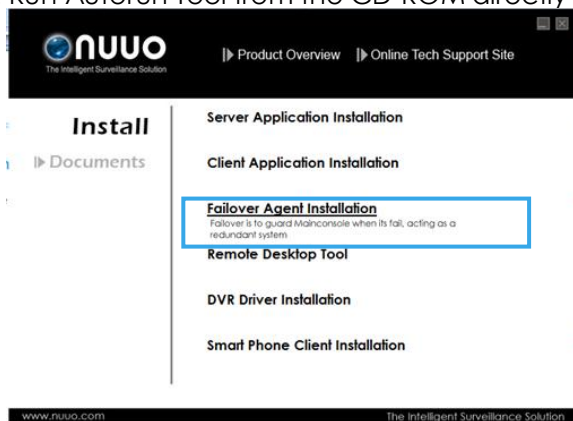 Run Autorun Tool from the CD-ROM directly
nuuo
The Intelligent Surveillance Solution
Product Overview
Online Tech Support Site
Install
Documents
Server Application Installation
Client Application Installation
Failover Agent Installation
Failover is to guard Mainconsole when its fail, acting as a
redundant system
Remote Desktop Tool
DVR Driver Installation
Smart Phone Client Installation
www.nuuo.com
The Intelligent Surveillance Solution